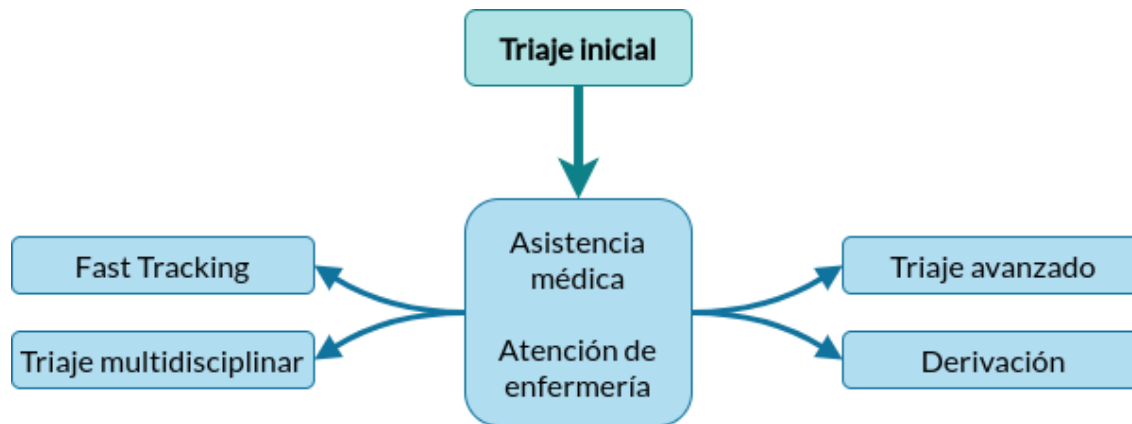 Triaje inicial
Asistencia
médica
Atención de
enfermería
Fast Tracking
Triaje multidisciplinar
Triaje avanzado
Derivación